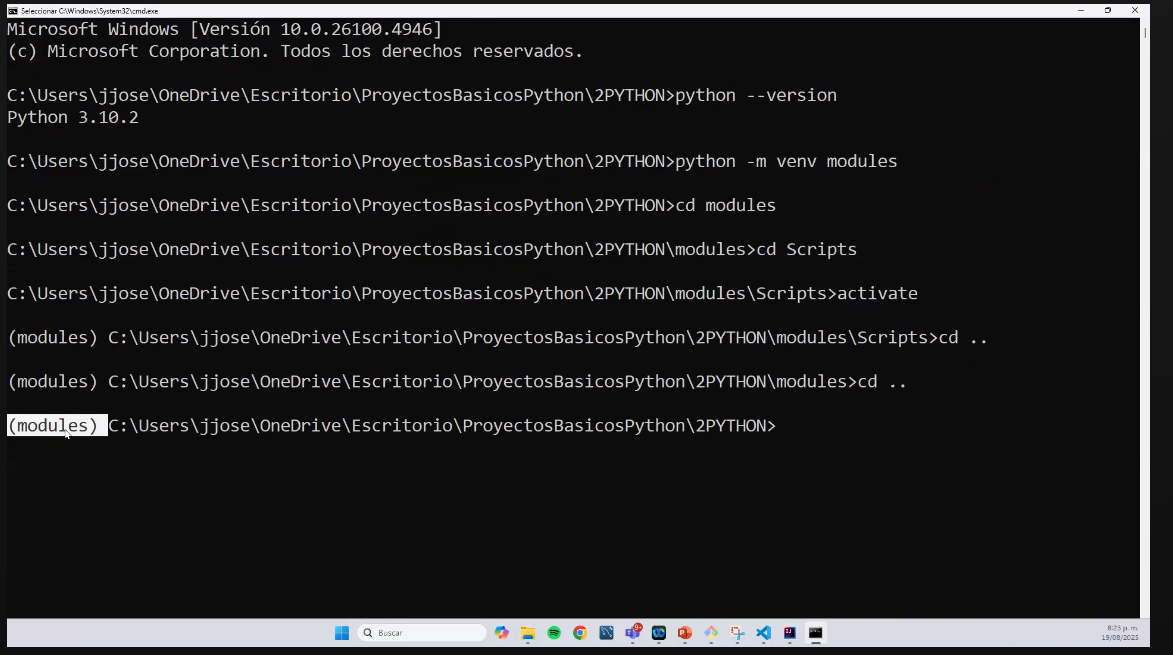 Seleccionar C:\Windows\System32\cmd.exe
Microsoft Windows [Versión 10.0.26100.4946]
(c) Microsoft Corporation. Todos los derechos reservados.
C:\Users\jjose\OneDrive\Escritorio\ProyectosBasicosPython\2PYTHON>python --version
Python 3.10.2
C:\Users\jjose\OneDrive\Escritorio\ProyectosBasicosPython\2PYTHON>python -m venv modules
C:\Users\jjose\OneDrive\Escritorio\ProyectosBasicosPython\2PYTHON>cd modules
C:\Users\jjose\OneDrive\Escritorio\ProyectosBasicosPython\2PYTHON\modules>cd Scripts
C:\Users\jjose\OneDrive\Escritorio\ProyectosBasicosPython\2PYTHON\modules\Scripts>activate
(modules) C:\Users\jjose\OneDrive\Escritorio\ProyectosBasicosPython\2PYTHON\modules\Scripts>cd ..
(modules) C:\Users\jjose\OneDrive\Escritorio\ProyectosBasicosPython\2PYTHON\modules>cd ..
(modules) C:\Users\jjose\OneDrive\Escritorio\ProyectosBasicosPython\2PYTHON>
Buscar
9+
8:23 p. m.
19/08/2025